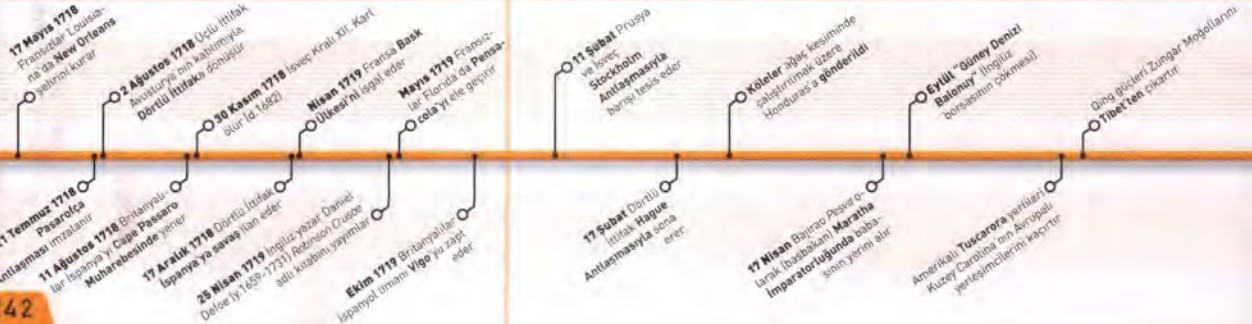 17 Mayıs 1718
Fransızlar Louisia-
na'da New Orleans
şehrini kurar
2 Ağustos 1718 Üçlü İttifak
Avusturya'nın katılımıyla
Dörtlü İttifaka dönüşür
30 Kasım 1718 İsveç Kralı XII. Karl
ölür (d.1682)
Nisan 1719 Fransa Bask
Ülkesi'ni işgal eder
Mayıs 1719 Fransız-
lar Florida'da Pensa-
cola'yı ele geçirir
11 Şubat Prusya
ve İsveç
Stockholm
Antlaşmasıyla
barışı tesis eder
Köleler ağaç kesiminde
çalıştırılmak üzere
Honduras'a gönderildi
Eylül "Güney Denizi
Balonu" (İngiliz
borsasının çökmesi)
Qing güçleri Zungar Moğollarını
Tibet'ten çıkartır
Temmuz 1718
Pasarofça
Antlaşması imzalanır
11 Ağustos 1718 Britanyalı-
lar İspanya'yı Cape Passaro
Muharebesinde yener
17 Aralık 1718 Dörtlü İttifak
İspanya'ya savaş ilan eder
25 Nisan 1719 İngiliz yazar Daniel
Defoe (y.1659-1731) Robinson Crusoe
adlı kitabını yayımlar
Ekim 1719 Britanyalılar
İspanyol limanı Vigo'yu zapt
eder
17 Şubat Dörtlü
İttifak Hague
Antlaşmasıyla sona
erer.
17 Nisan Bajirao Peşva o-
larak (başbakan) Maratha
İmparatorluğunda baba-
sının yerini alır
Amerikalı Tuscarora yerlileri
Kuzey Carolina'nın Avrupalı
yerleşimcilerini kaçırtır
42